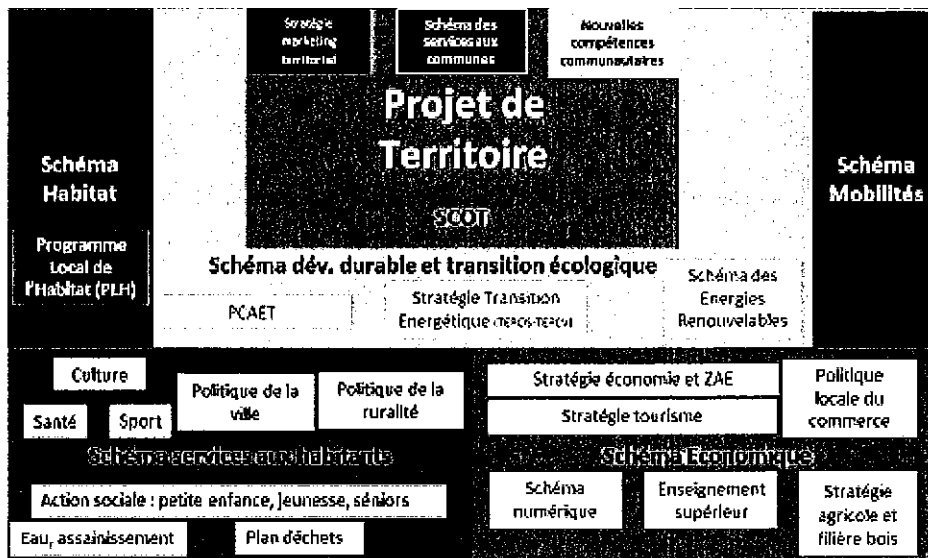 Stratégie
marketing
territorial
Schéma des
services aux
communes
Nouvelles
compétences
communautaires
Projet de
Territoire
SCOT
Schéma
Habitat
Programme
Local de
l'Habitat (PLH)
Schéma
Mobilités
Schéma dév. durable et transition écologique
PCAET
Stratégie Transition
Energétique (TEPOS-TEPCV)
Schéma des
Energies
Renouvelables
Culture
Santé
Sport
Politique de la
ville
Politique de la
ruralité
Schéma services aux habitants
Action sociale : petite enfance, jeunesse, séniors
Eau, assainissement
Plan déchets
Stratégie économie et ZAE
Stratégie tourisme
Politique
locale du
commerce
Schéma Economique
Schéma
numérique
Enseignement
supérieur
Stratégie
agricole et
filière bois